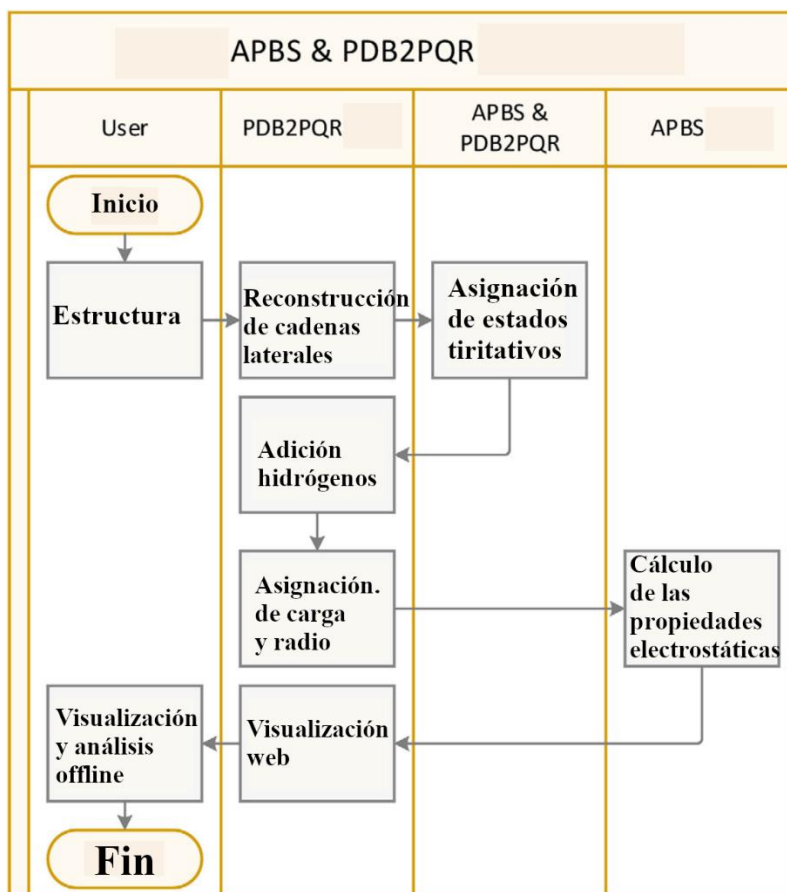 APBS & PDB2PQR
User
PDB2PQR
APBS &
PDB2PQR
APBS
Inicio
Estructura
Reconstrucción
de cadenas
laterales
Asignación
de estados
tiritativos
Adición
hidrógenos
Asignación.
de carga
y radio
Cálculo
de las
propiedades
electrostáticas
Visualización
web
Visualización
y análisis
offline
Fin